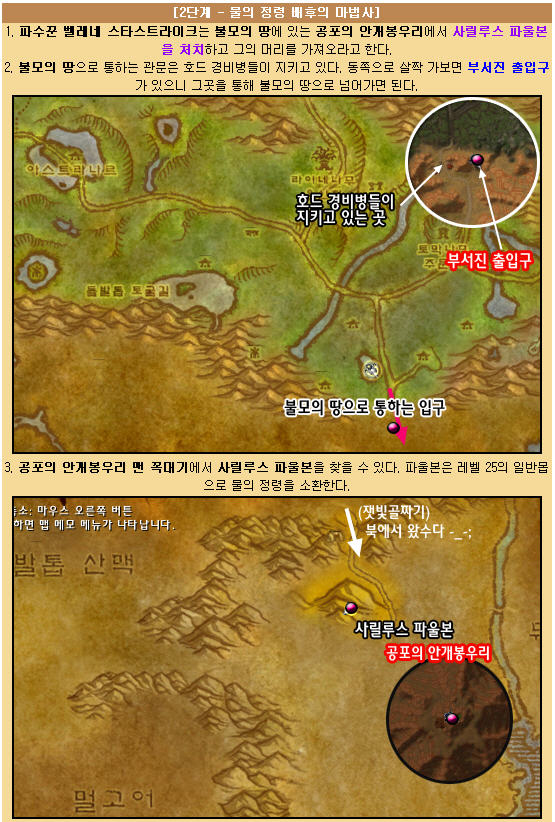 [2단계 - 물의 정령 배후의 마법사]
1. 파수꾼 벨레네 스타스트라이크는 불모의 땅에 있는 공포의 안개봉우리에서 사릴루스 파울본
을 처치하고 그의 머리를 가져오라고 한다.
2. 불모의 땅으로 통하는 관문은 호드 경비병들이 지키고 있다. 동쪽으로 살짝 가보면 부서진 출입구
가 있으니 그곳을 통해 불모의 땅으로 넘어가면 된다.
아스트라나르
라이네나무
호드 경비병들이
지키고 있는 곳
부서진 출입구
돌발톱 토굴길
불모의 땅으로 통하는 입구
3. 공포의 안개봉우리 맨 꼭대기에서 사릴루스 파울본을 찾을 수 있다. 파울본은 레벨 25의 일반몹
으로 물의 정령을 소환한다.
소: 마우스 오른쪽 버튼
하면 맵 메모 메뉴가 나타납니다.
(잿빛골짜기)
북에서 왔수다 -_-;
발톱 산맥
사릴루스 파울본
공포의 안개봉우리
멀고어